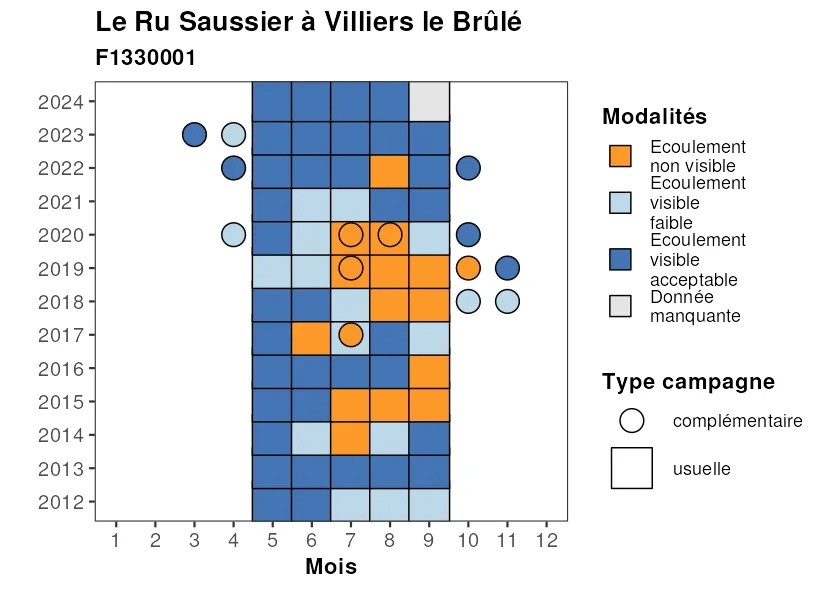 Le Ru Saussier à Villiers le Brûlé
F1330001
2024
2023
2022
2021
2020
2019
2018
2017
2016
2015
2014
2013
2012
1 2 3 4 5 6 7 8 9 10 11 12
Mois
Modalités
Ecoulement
non visible
Ecoulement
visible
faible
Ecoulement
visible
acceptable
Donnée
manquante
Type campagne
complémentaire
usuelle